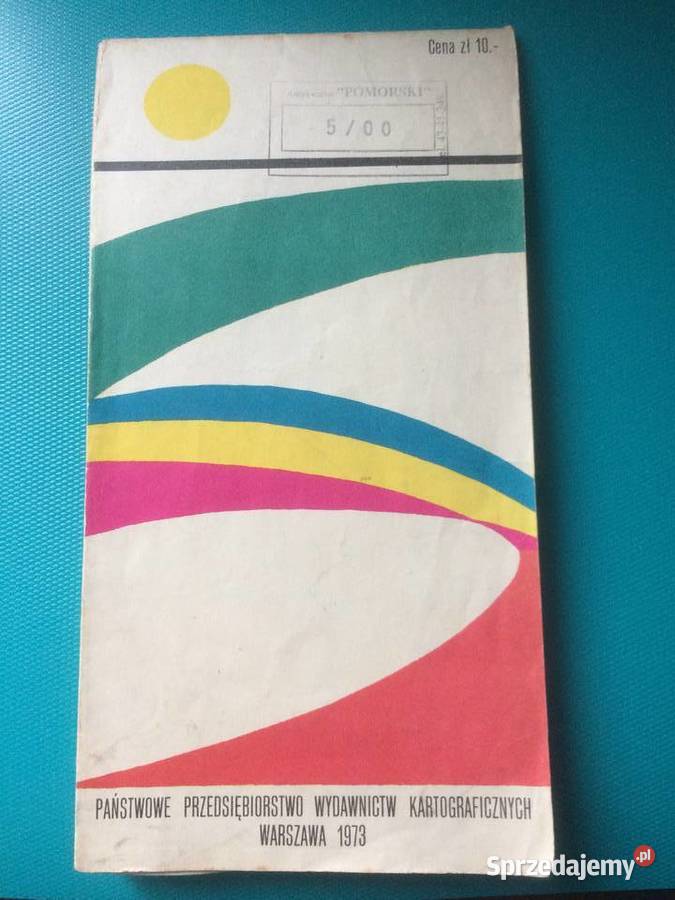 Cena zł 10.-
"POMORSKI"
5/00
PAŃSTWOWE PRZEDSIĘBIORSTWO WYDAWNICTW KARTOGRAFICZNYCH
WARSZAWA 1973
Sprzedajemy.pl